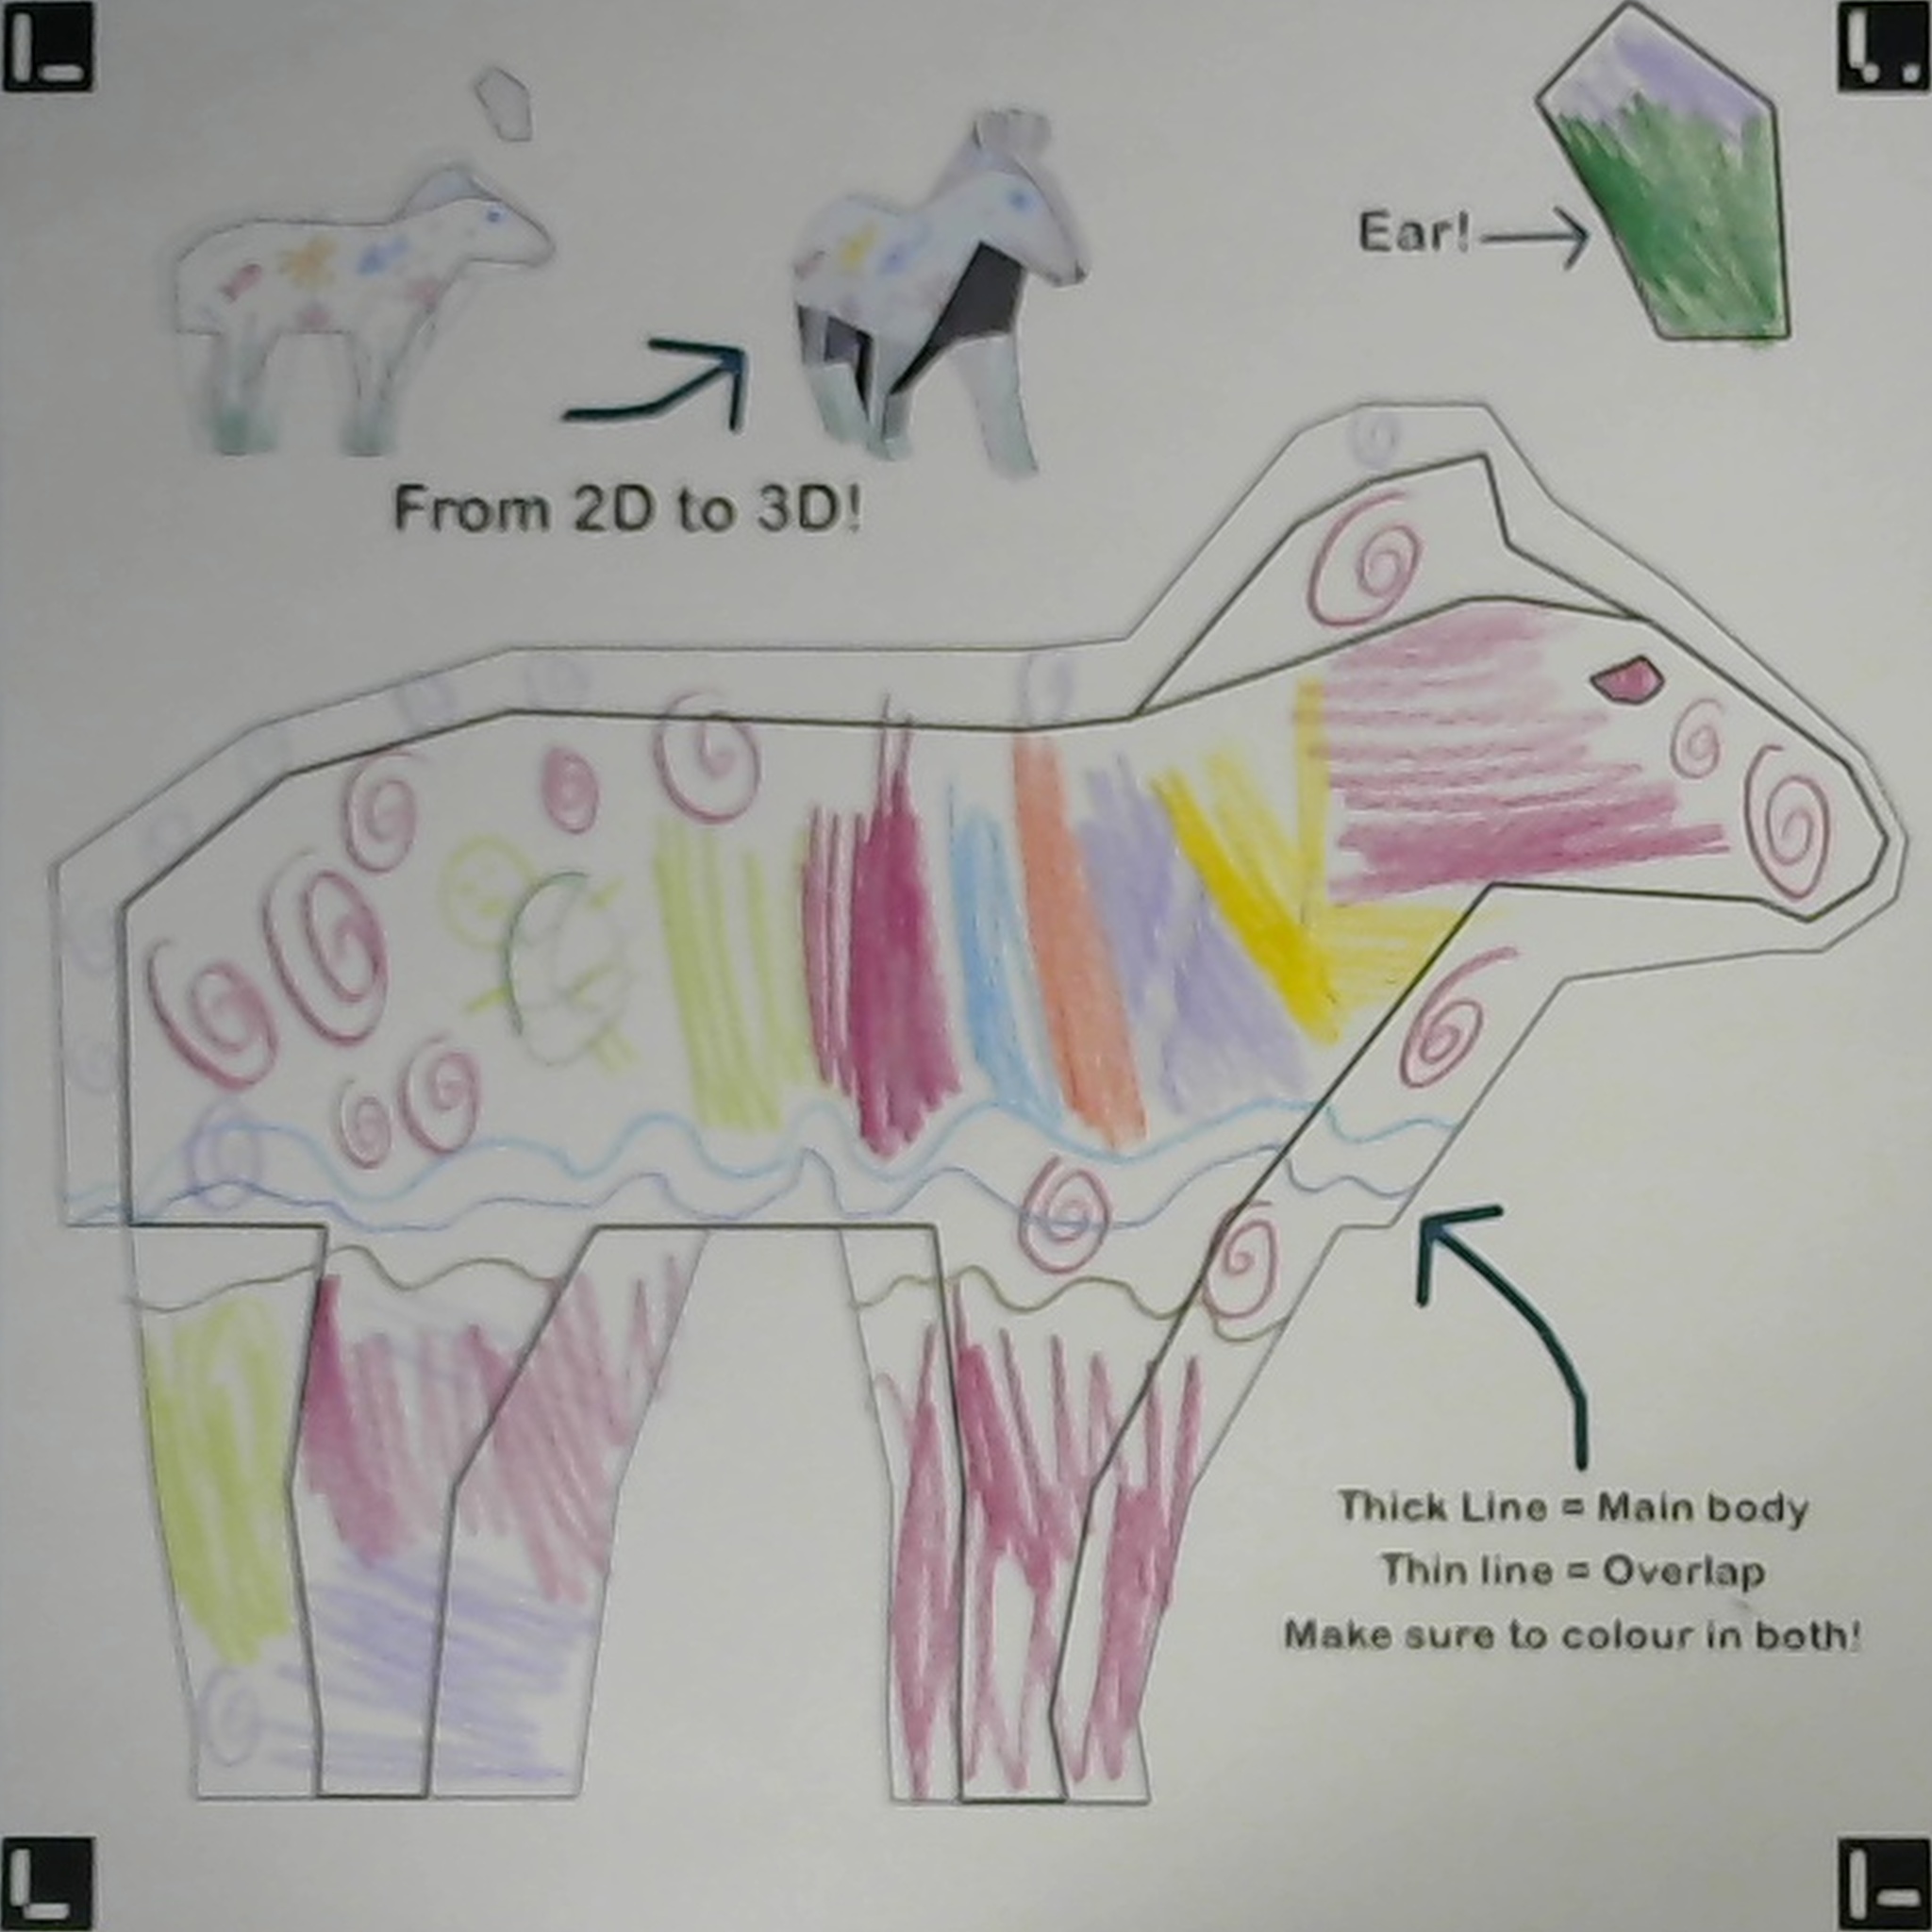 Ear!
From 2D to 3D!
Thick Line = Main body
Thin line = Overlap
Make sure to colour in both!